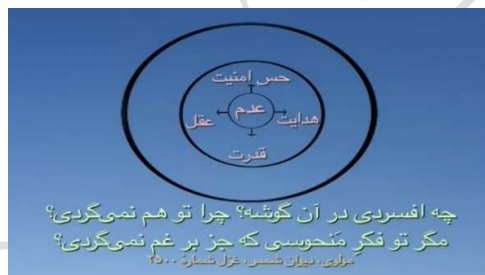 حس امنیت
عدم
عقل
هدایت
قدرت
چه افسردی در آن گوشه؟ چرا تو هم نمی‌گردی؟
مگر تو فکرِ مَنحوسی که جز بر غم نمی‌گردی؟
مولوی، دیوان شمس، غزل شمارهٔ ۲۵۰۰